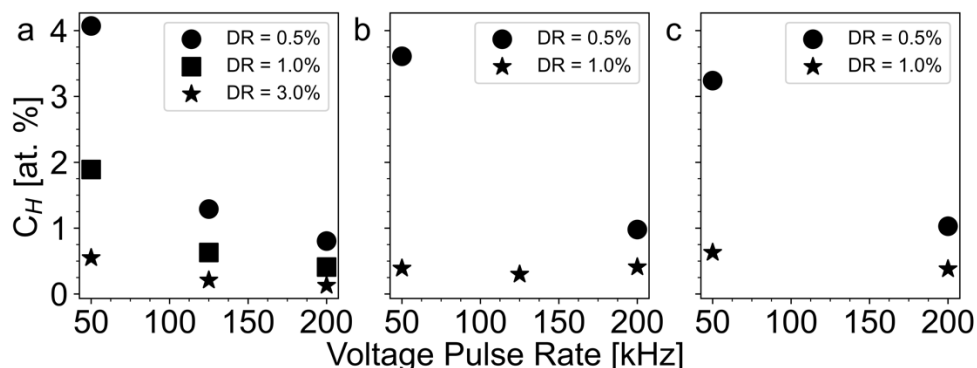 a
DR = 0.5%
DR = 1.0%
DR = 3.0%
b
DR = 0.5%
DR = 1.0%
c
DR = 0.5%
DR = 1.0%
C_H [at. %]
4
3
2
1
0
50 100 150 200
50 100 150 200
50 100 150 200
Voltage Pulse Rate [kHz]